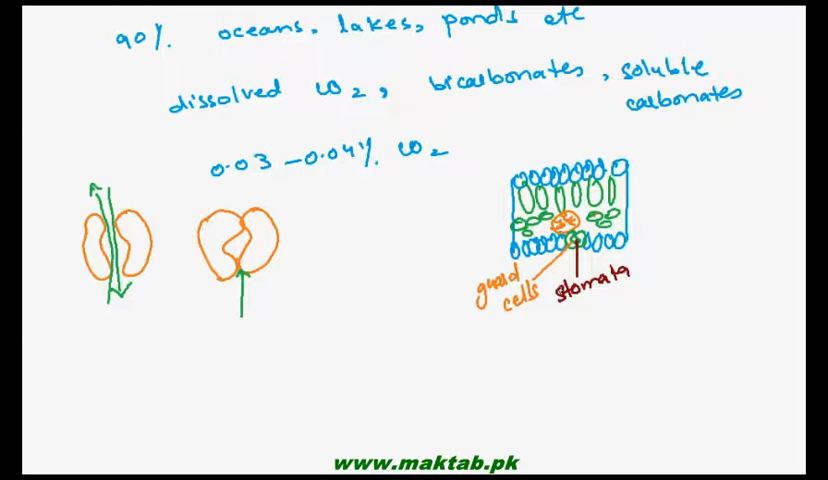 90% oceans, lakes, ponds etc
dissolved CO2, bicarbonates, soluble
carbonates
0.03 - 0.04% CO2
guard
cells
stomata
www.maktab.pk